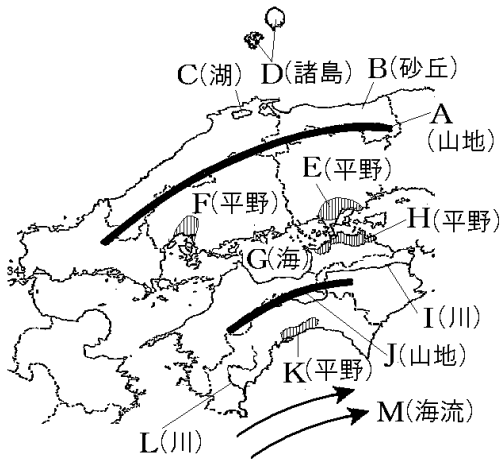 D(諸島)
C(湖)
B(砂丘)
A
(山地)
E(平野)
F(平野)
H(平野)
G(海)
34
I(川)
J(山地)
K(平野)
M(海流)
L(川)